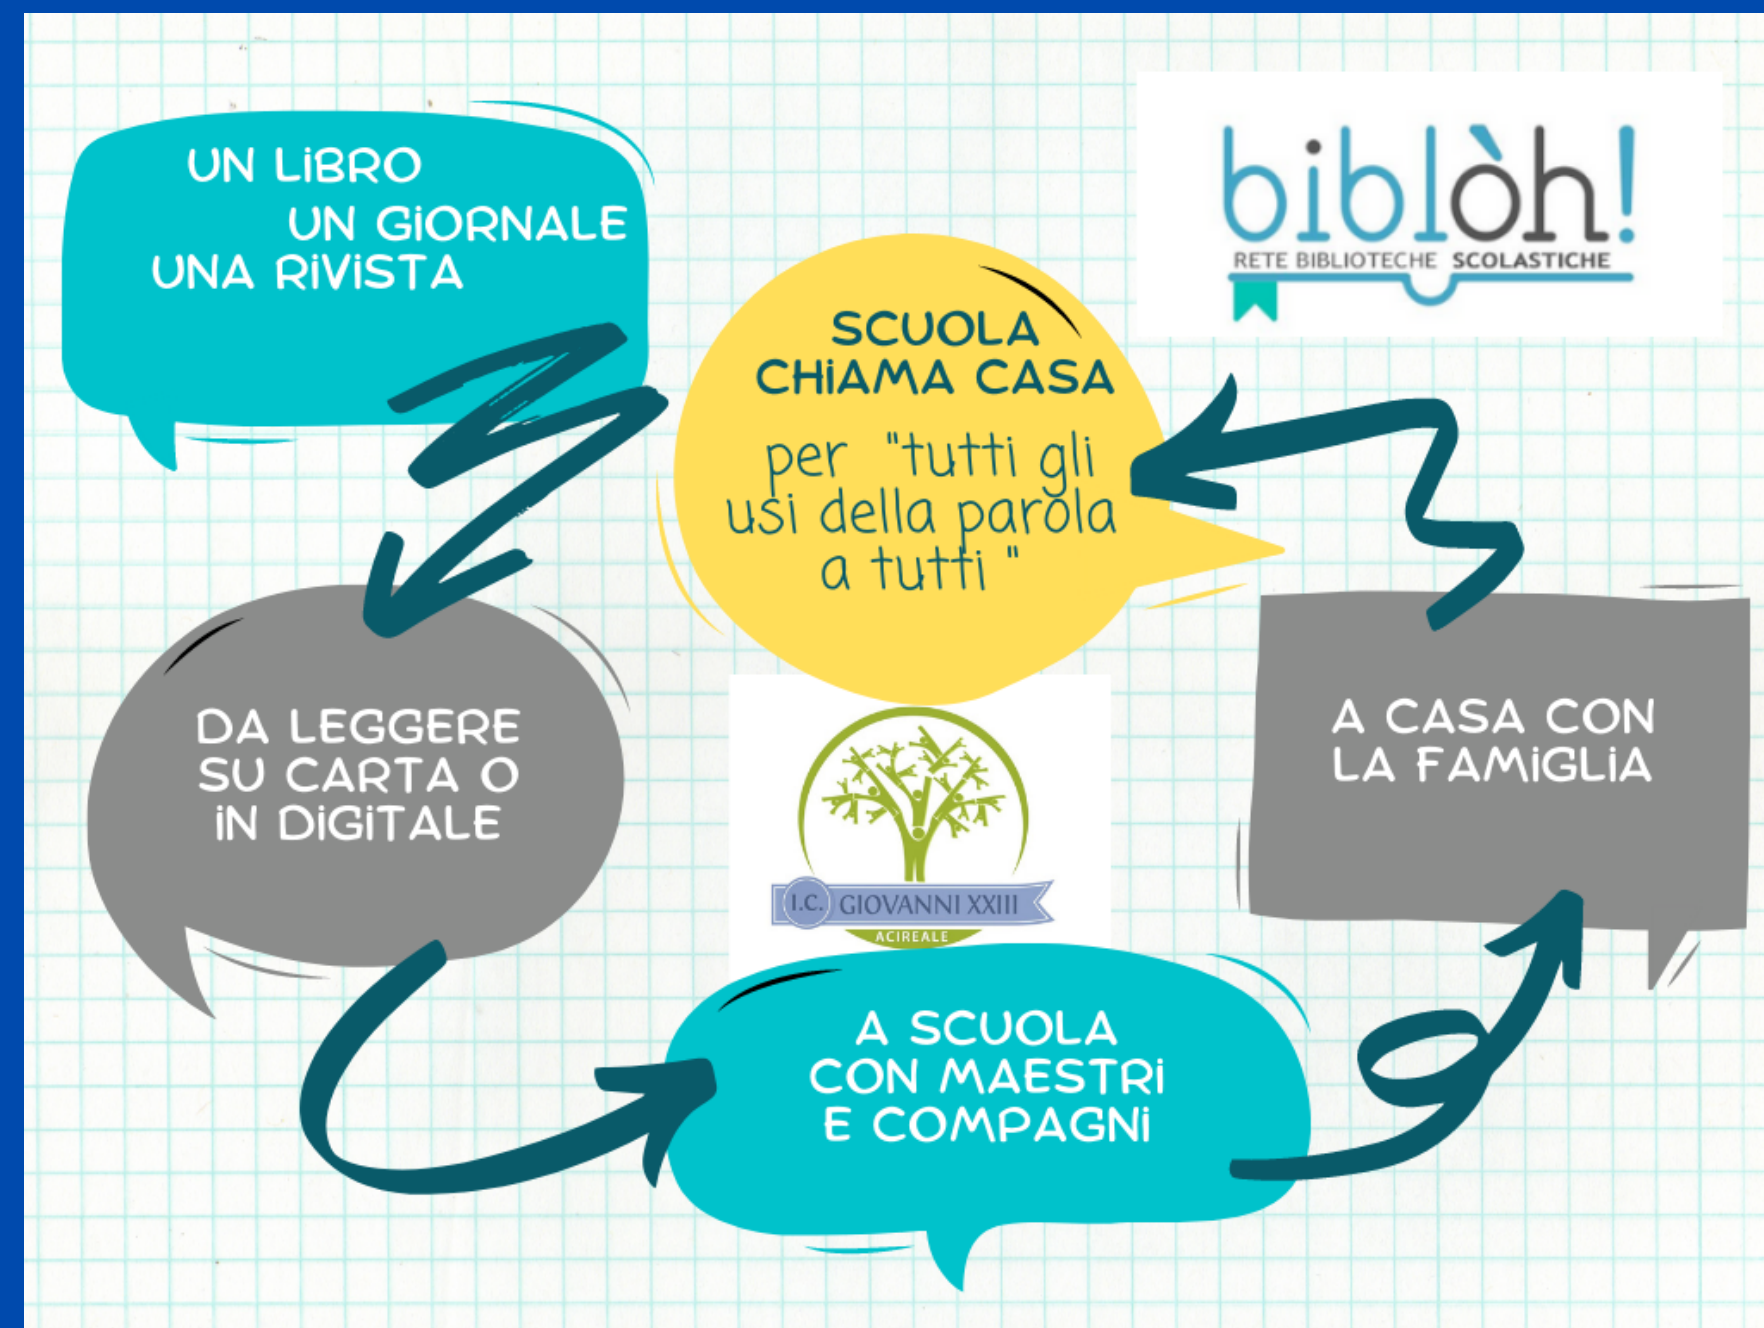 UN LiBRO
UN GiORNALE
UNA RiViSTA
biblòh!
RETE BIBLIOTECHE SCOLASTICHE
SCUOLA
CHiAMA CASA
per "tutti gli
usi della parola
a tutti "
DA LEGGERE
SU CARTA O
iN DiGiTALE
A CASA CON
LA FAMiGLiA
I.C. GIOVANNI XXIII
ACIREALE
A SCUOLA
CON MAESTRi
E COMPAGNi